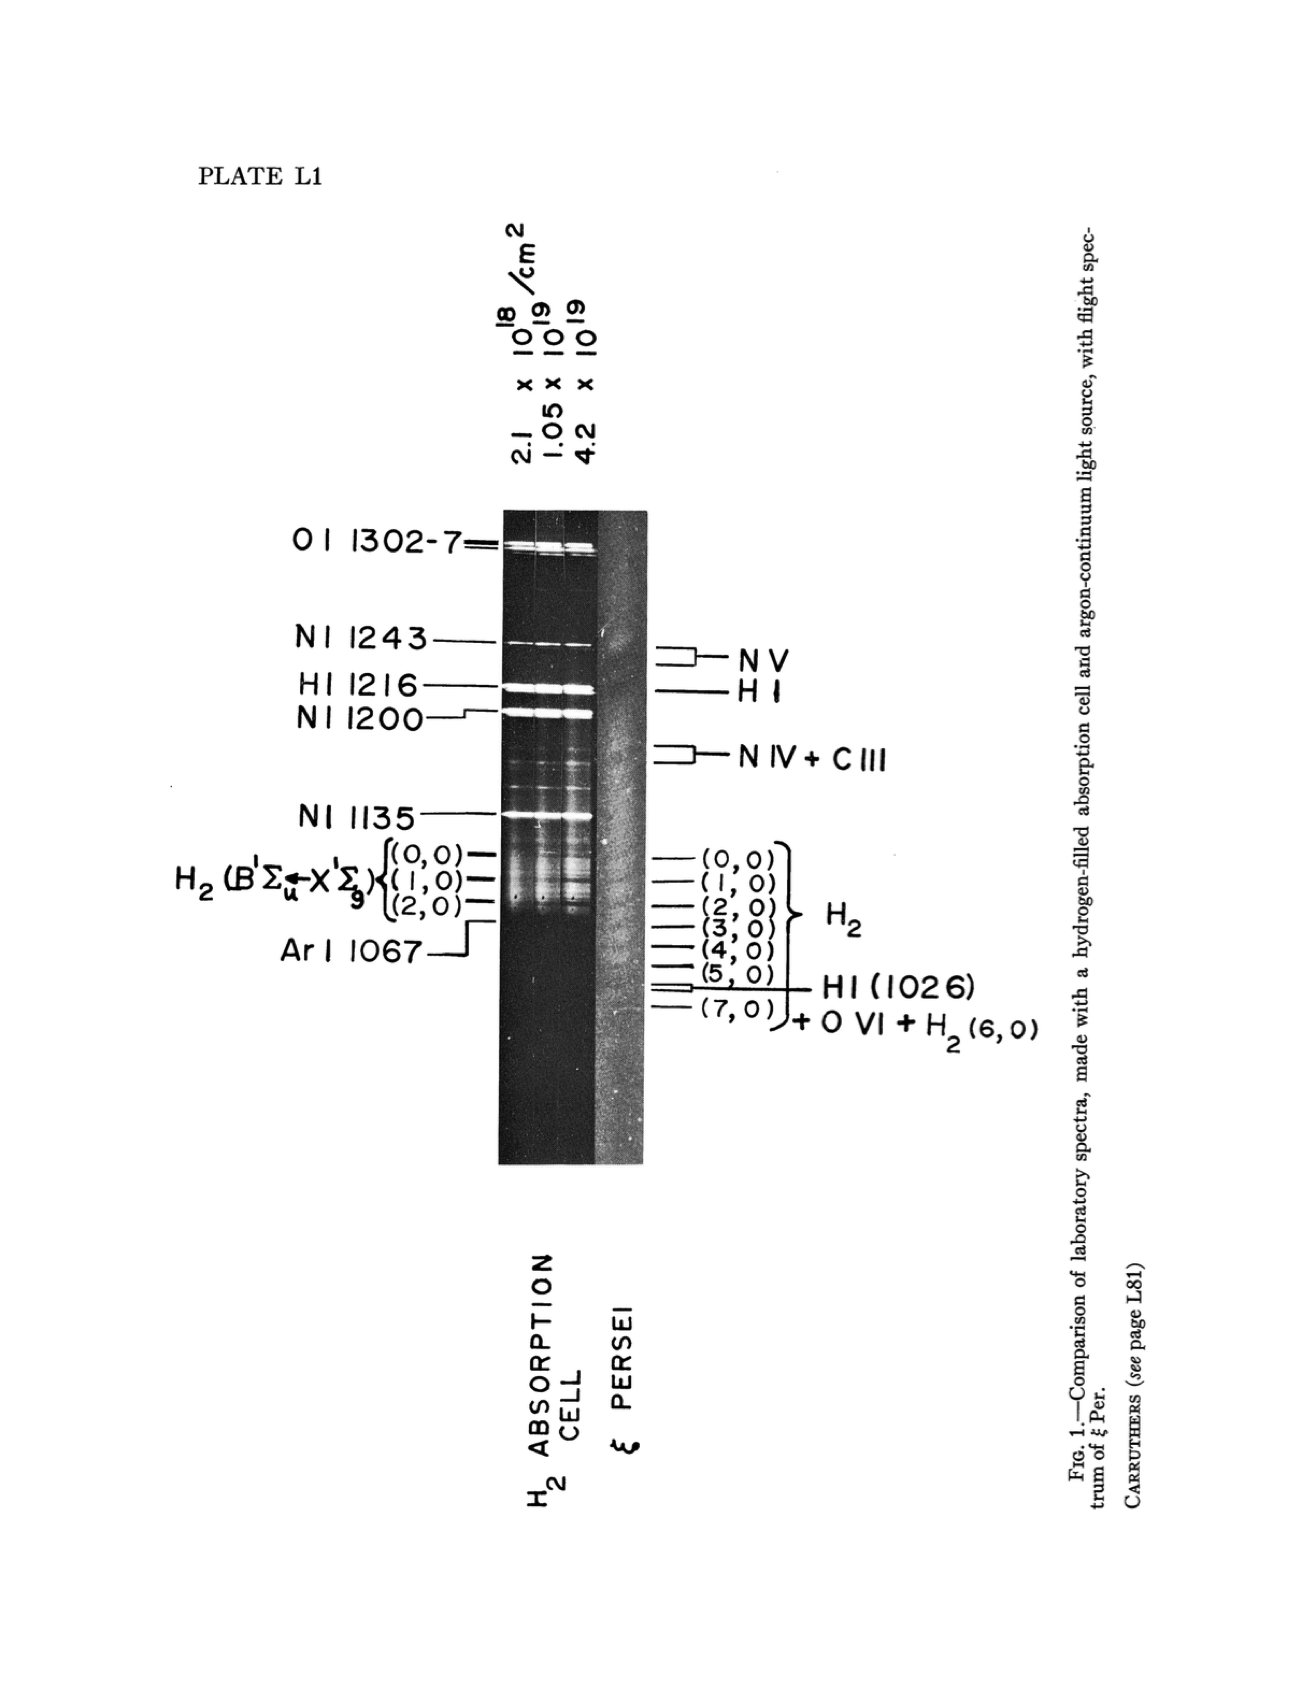 PLATE L1
2.1 x 10^18 /cm^2
1.05 x 10^19
4.2 x 10^19
O I 1302-7
N I 1243
H I 1216
N I 1200
N I 1135
H2 (B'Σu←X'Σg)
(0,0)
(1,0)
(2,0)
Ar I 1067
N V
H I
N IV + C III
(0,0)
(1,0)
(2,0)
(3,0)
(4,0)
(5,0)
(7,0)
H2
H I (1026)
+ O VI + H2 (6,0)
H2 ABSORPTION
CELL
ξ PERSEI
FIG. 1.—Comparison of laboratory spectra, made with a hydrogen-filled absorption cell and argon-continuum light source, with flight spec-
trum of ξ Per.
CARRUTHERS (see page L81)